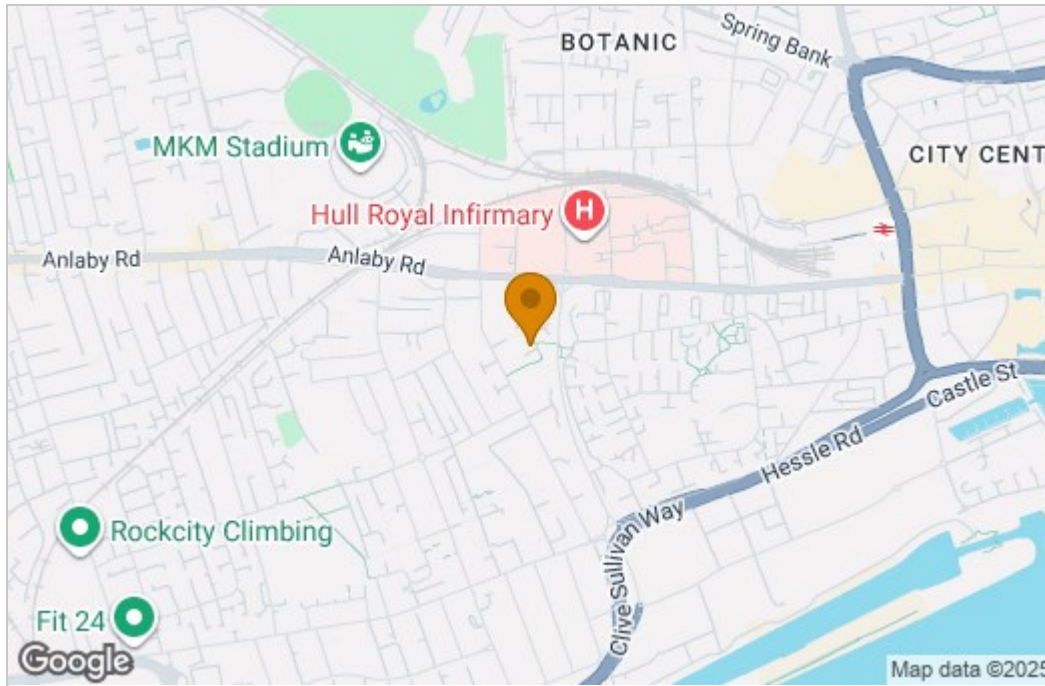 BOTANIC
Spring Bank
MKM Stadium
CITY CENT
Hull Royal Infirmary
H
Anlaby Rd
Anlaby Rd
Castle St
Hessle Rd
Clive Sullivan Way
Rockcity Climbing
Fit 24
Google
Map data ©2025